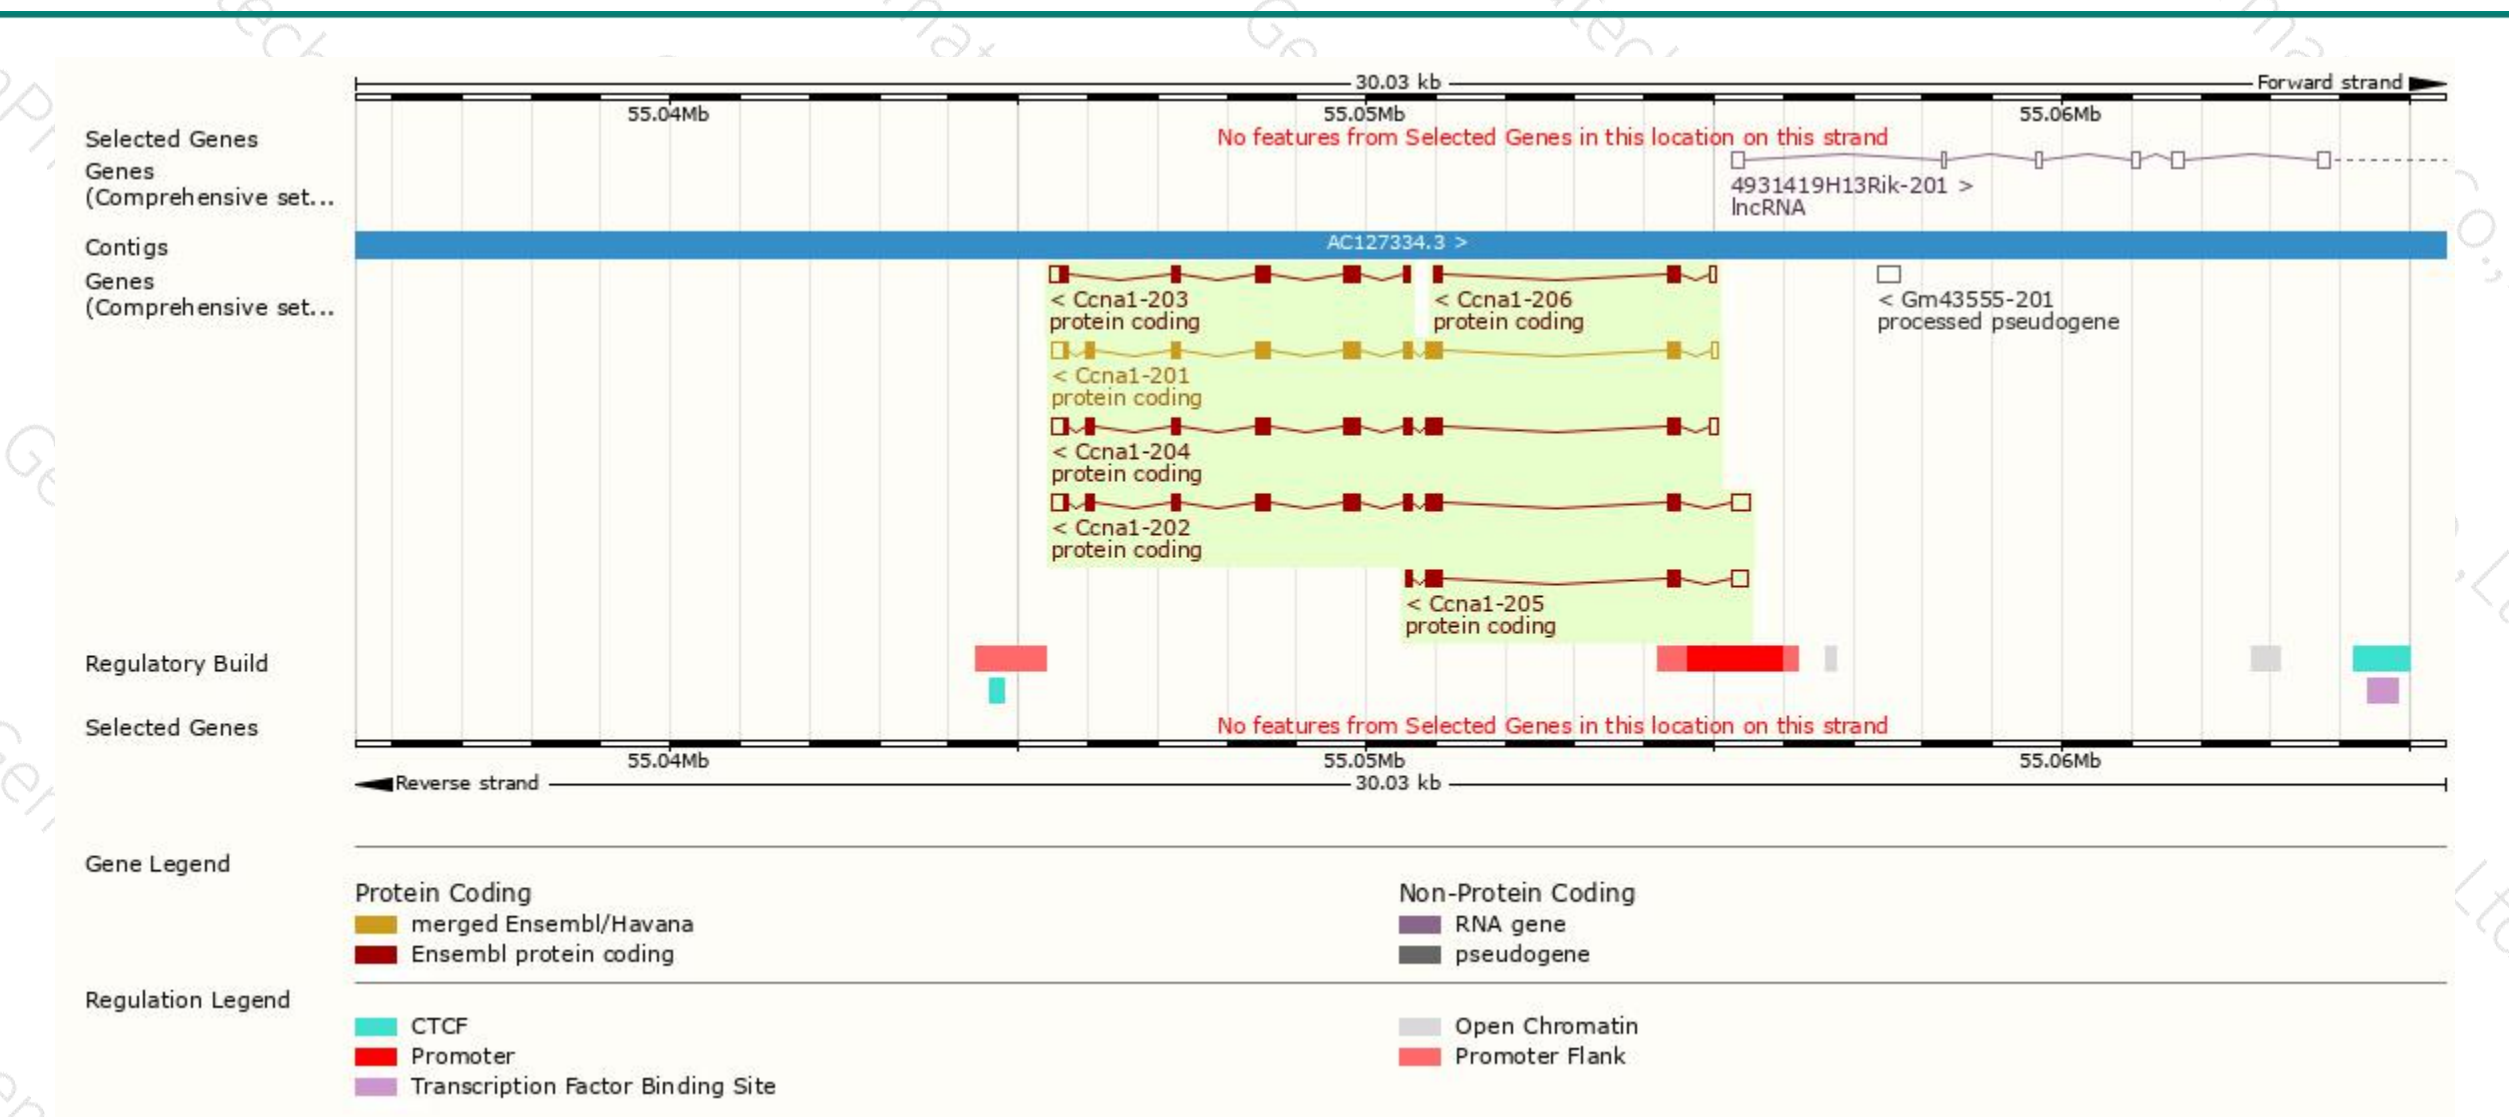 30.03 kb
Forward strand
55.04Mb 55.05Mb 55.06Mb
Selected Genes
No features from Selected Genes in this location on this strand
Genes
(Comprehensive set...
4931419H13Rik-201 >
lncRNA
Contigs
AC127334.3 >
Genes
(Comprehensive set...
< Ccna1-203
protein coding
< Ccna1-206
protein coding
< Gm43555-201
processed pseudogene
< Ccna1-201
protein coding
< Ccna1-204
protein coding
< Ccna1-202
protein coding
< Ccna1-205
protein coding
Regulatory Build
Selected Genes
No features from Selected Genes in this location on this strand
55.04Mb 55.05Mb 55.06Mb
Reverse strand
30.03 kb
Gene Legend
Protein Coding
merged Ensembl/Havana
Ensembl protein coding
Non-Protein Coding
RNA gene
pseudogene
Regulation Legend
CTCF
Promoter
Transcription Factor Binding Site
Open Chromatin
Promoter Flank